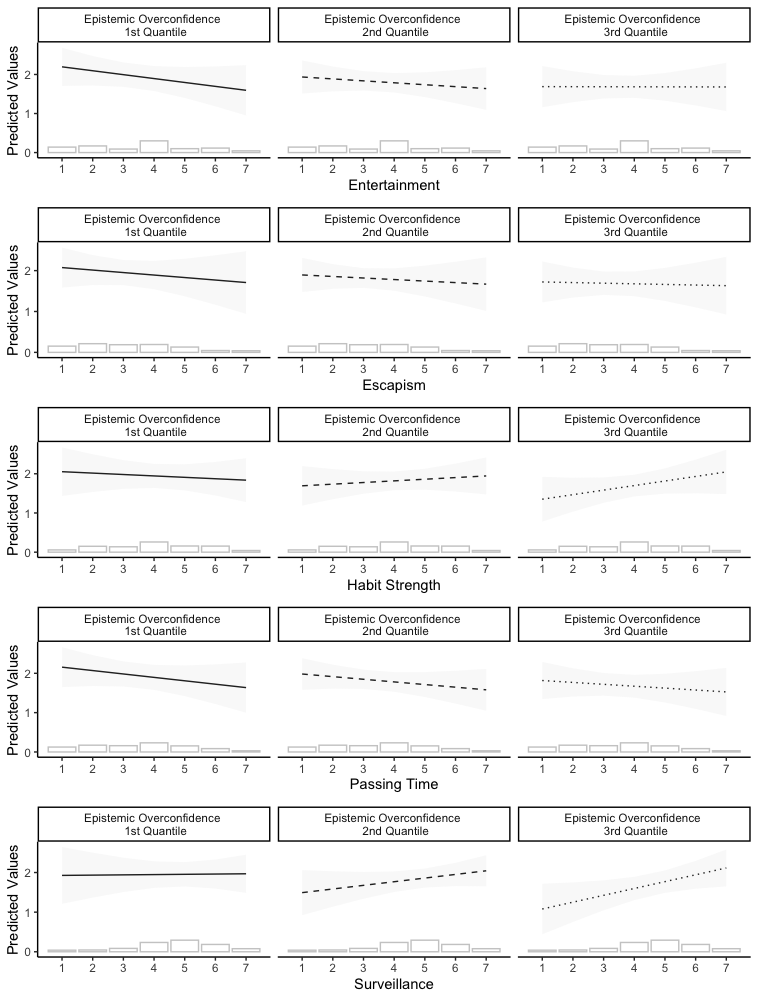 Epistemic Overconfidence Epistemic Overconfidence Epistemic Overconfidence
1st Quantile 2nd Quantile 3rd Quantile
Predicted Values
2
1
0
1 2 3 4 5 6 7 1 2 3 4 5 6 7 1 2 3 4 5 6 7
Entertainment
Epistemic Overconfidence Epistemic Overconfidence Epistemic Overconfidence
1st Quantile 2nd Quantile 3rd Quantile
Predicted Values
2
1
0
1 2 3 4 5 6 7 1 2 3 4 5 6 7 1 2 3 4 5 6 7
Escapism
Epistemic Overconfidence Epistemic Overconfidence Epistemic Overconfidence
1st Quantile 2nd Quantile 3rd Quantile
Predicted Values
2
1
0
1 2 3 4 5 6 7 1 2 3 4 5 6 7 1 2 3 4 5 6 7
Habit Strength
Epistemic Overconfidence Epistemic Overconfidence Epistemic Overconfidence
1st Quantile 2nd Quantile 3rd Quantile
Predicted Values
2
1
0
1 2 3 4 5 6 7 1 2 3 4 5 6 7 1 2 3 4 5 6 7
Passing Time
Epistemic Overconfidence Epistemic Overconfidence Epistemic Overconfidence
1st Quantile 2nd Quantile 3rd Quantile
Predicted Values
2
1
0
1 2 3 4 5 6 7 1 2 3 4 5 6 7 1 2 3 4 5 6 7
Surveillance